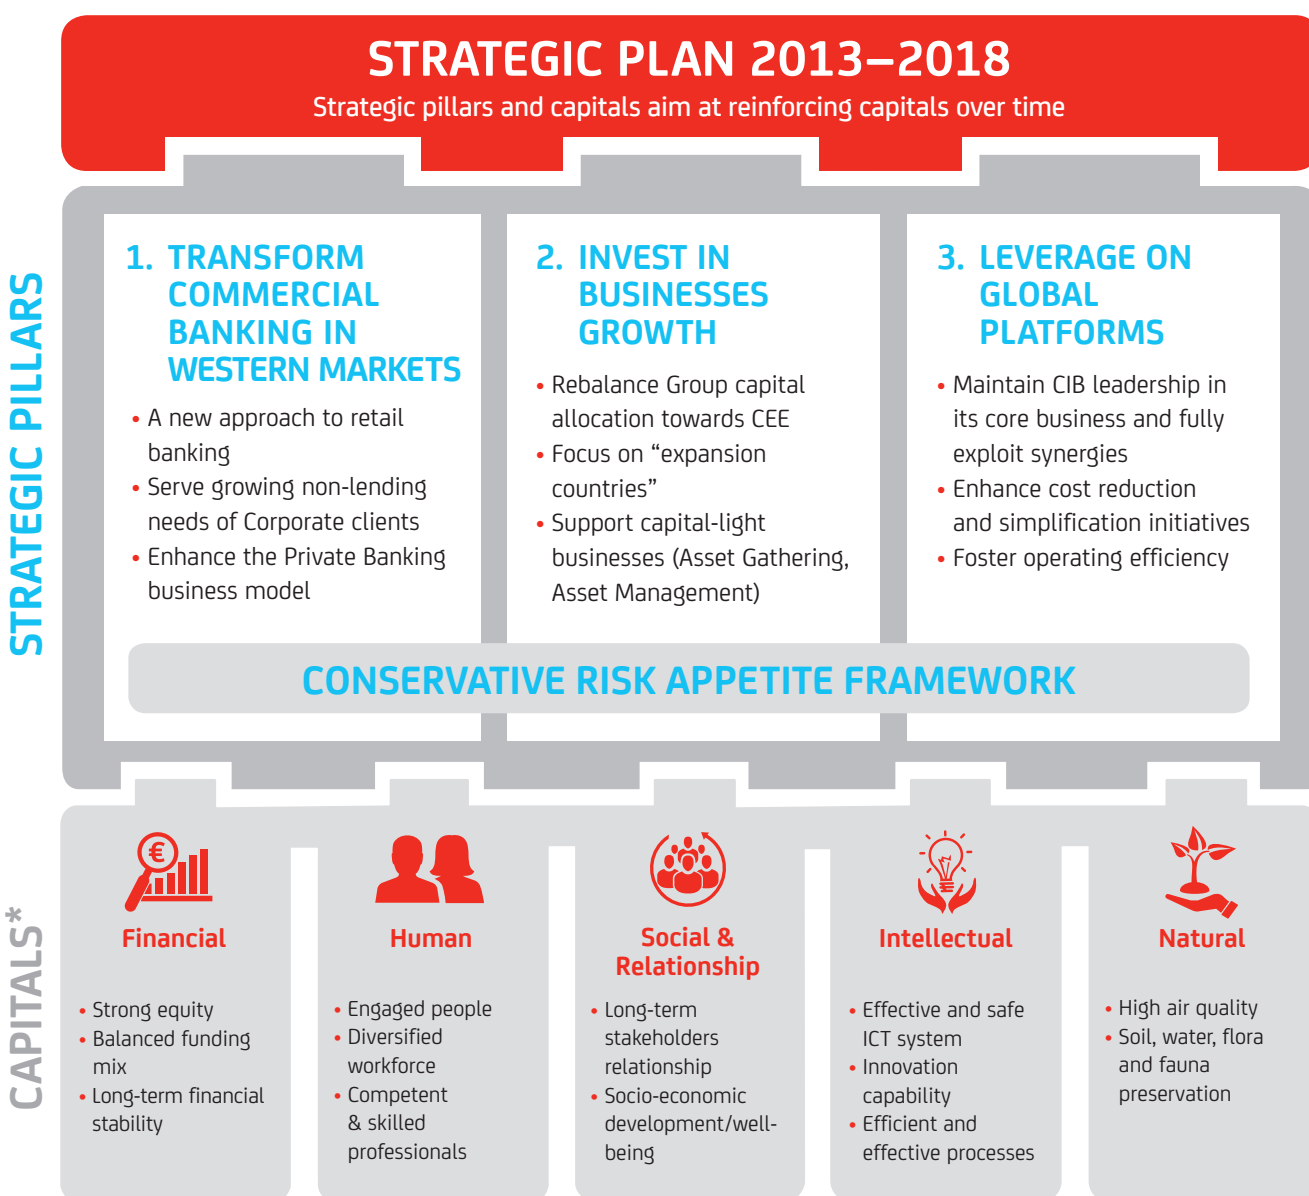 STRATEGIC PLAN 2013–2018
Strategic pillars and capitals aim at reinforcing capitals over time
STRATEGIC PILLARS
1. TRANSFORM
COMMERCIAL
BANKING IN
WESTERN MARKETS
• A new approach to retail
banking
• Serve growing non-lending
needs of Corporate clients
• Enhance the Private Banking
business model
2. INVEST IN
BUSINESSES
GROWTH
• Rebalance Group capital
allocation towards CEE
• Focus on “expansion
countries”
• Support capital-light
businesses (Asset Gathering,
Asset Management)
3. LEVERAGE ON
GLOBAL
PLATFORMS
• Maintain CIB leadership in
its core business and fully
exploit synergies
• Enhance cost reduction
and simplification initiatives
• Foster operating efficiency
CONSERVATIVE RISK APPETITE FRAMEWORK
CAPITALS*
€
Financial
• Strong equity
• Balanced funding
mix
• Long-term financial
stability
Human
• Engaged people
• Diversified
workforce
• Competent
& skilled
professionals
Social &
Relationship
• Long-term
stakeholders
relationship
• Socio-economic
development/well-
being
Intellectual
• Effective and safe
ICT system
• Innovation
capability
• Efficient and
effective processes
Natural
• High air quality
• Soil, water, flora
and fauna
preservation